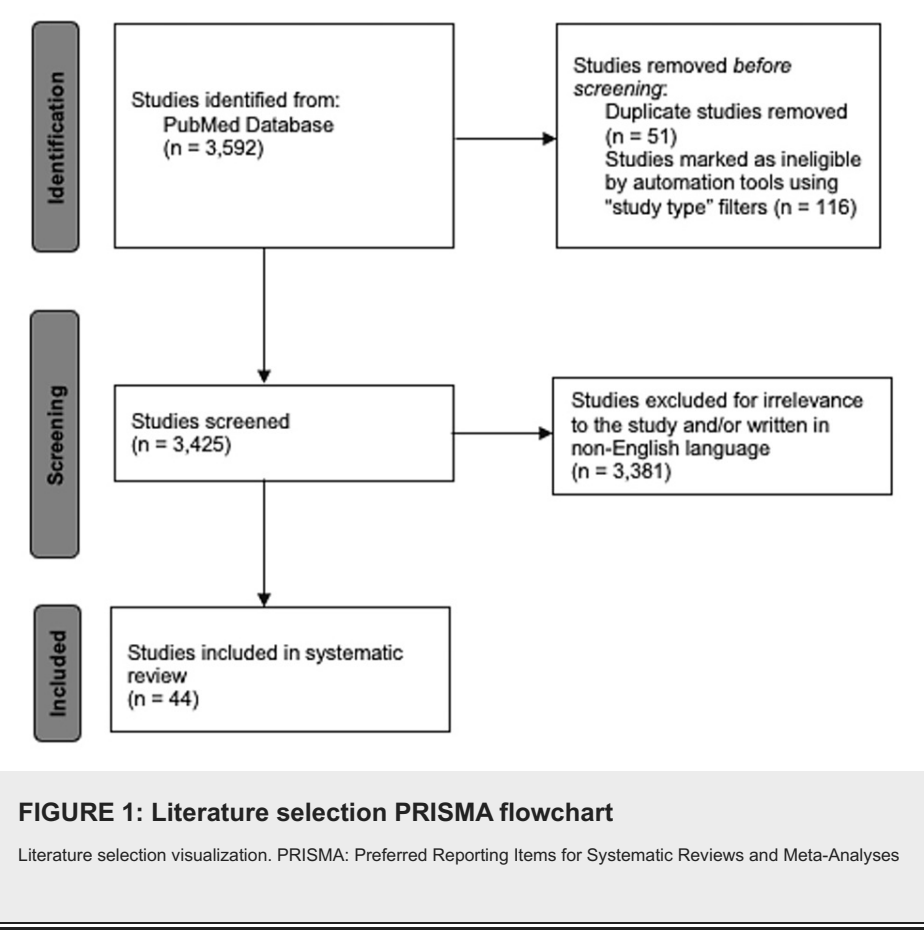 Identification
Studies identified from:
PubMed Database
(n = 3,592)
Studies removed before
screening:
Duplicate studies removed
(n = 51)
Studies marked as ineligible
by automation tools using
"study type" filters (n = 116)
Screening
Studies screened
(n = 3,425)
Studies excluded for irrelevance
to the study and/or written in
non-English language
(n = 3,381)
Included
Studies included in systematic
review
(n = 44)
FIGURE 1: Literature selection PRISMA flowchart
Literature selection visualization. PRISMA: Preferred Reporting Items for Systematic Reviews and Meta-Analyses